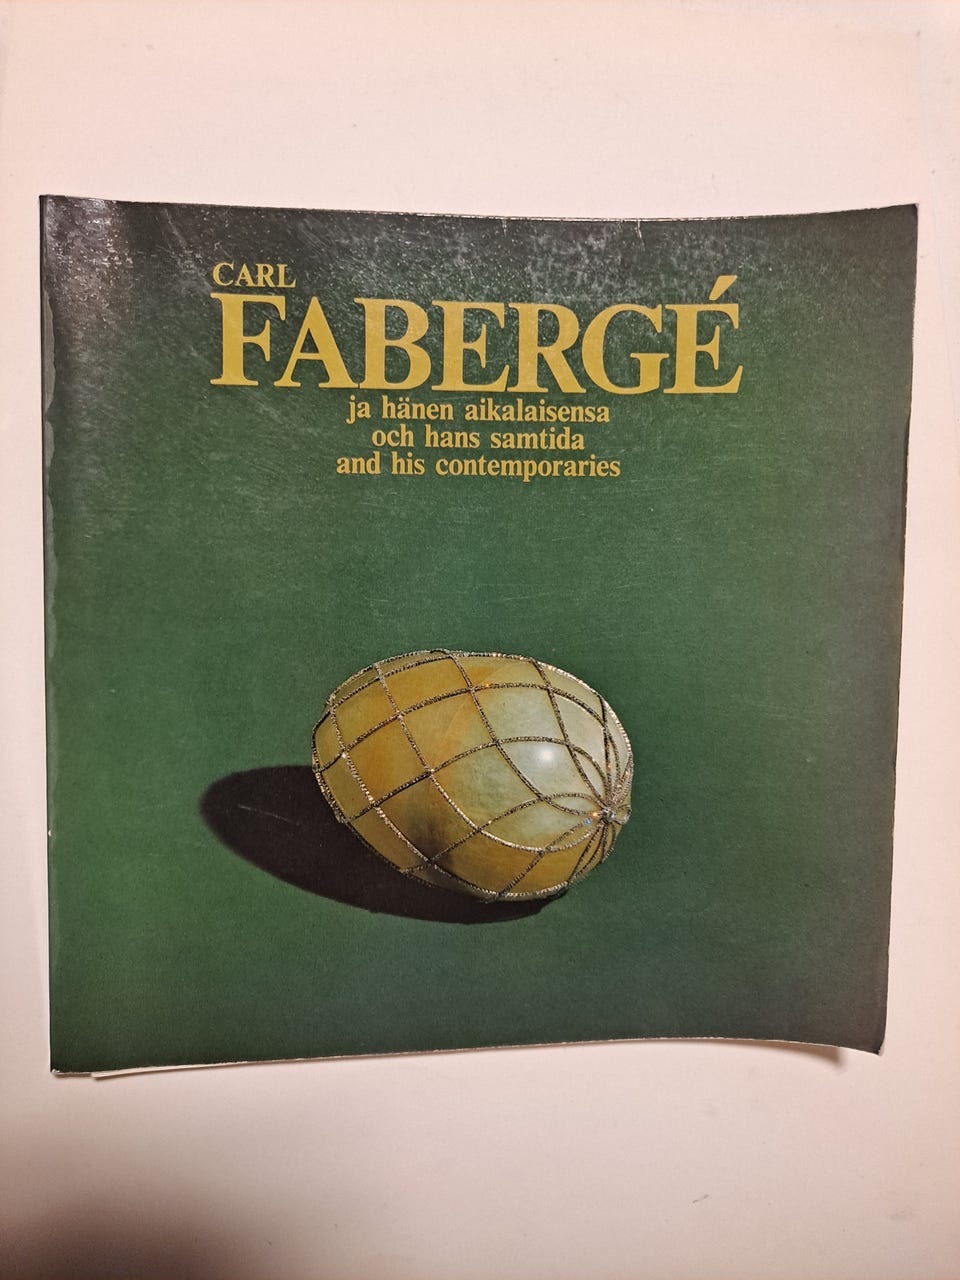 CARL
FABERGÉ
ja hänen aikalaisensa
och hans samtida
and his contemporaries